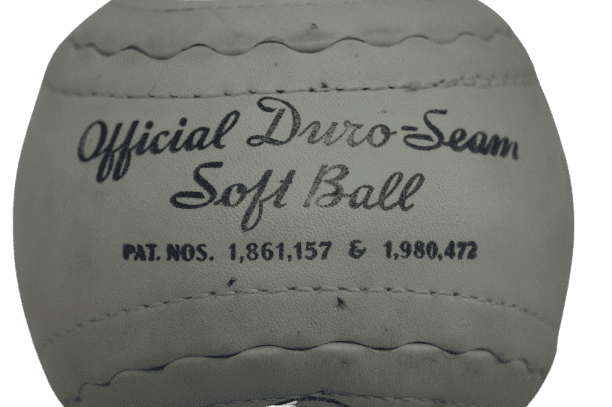 Official Duro-Seam
Soft Ball
PAT. NOS. 1,861,157 & 1,980,472